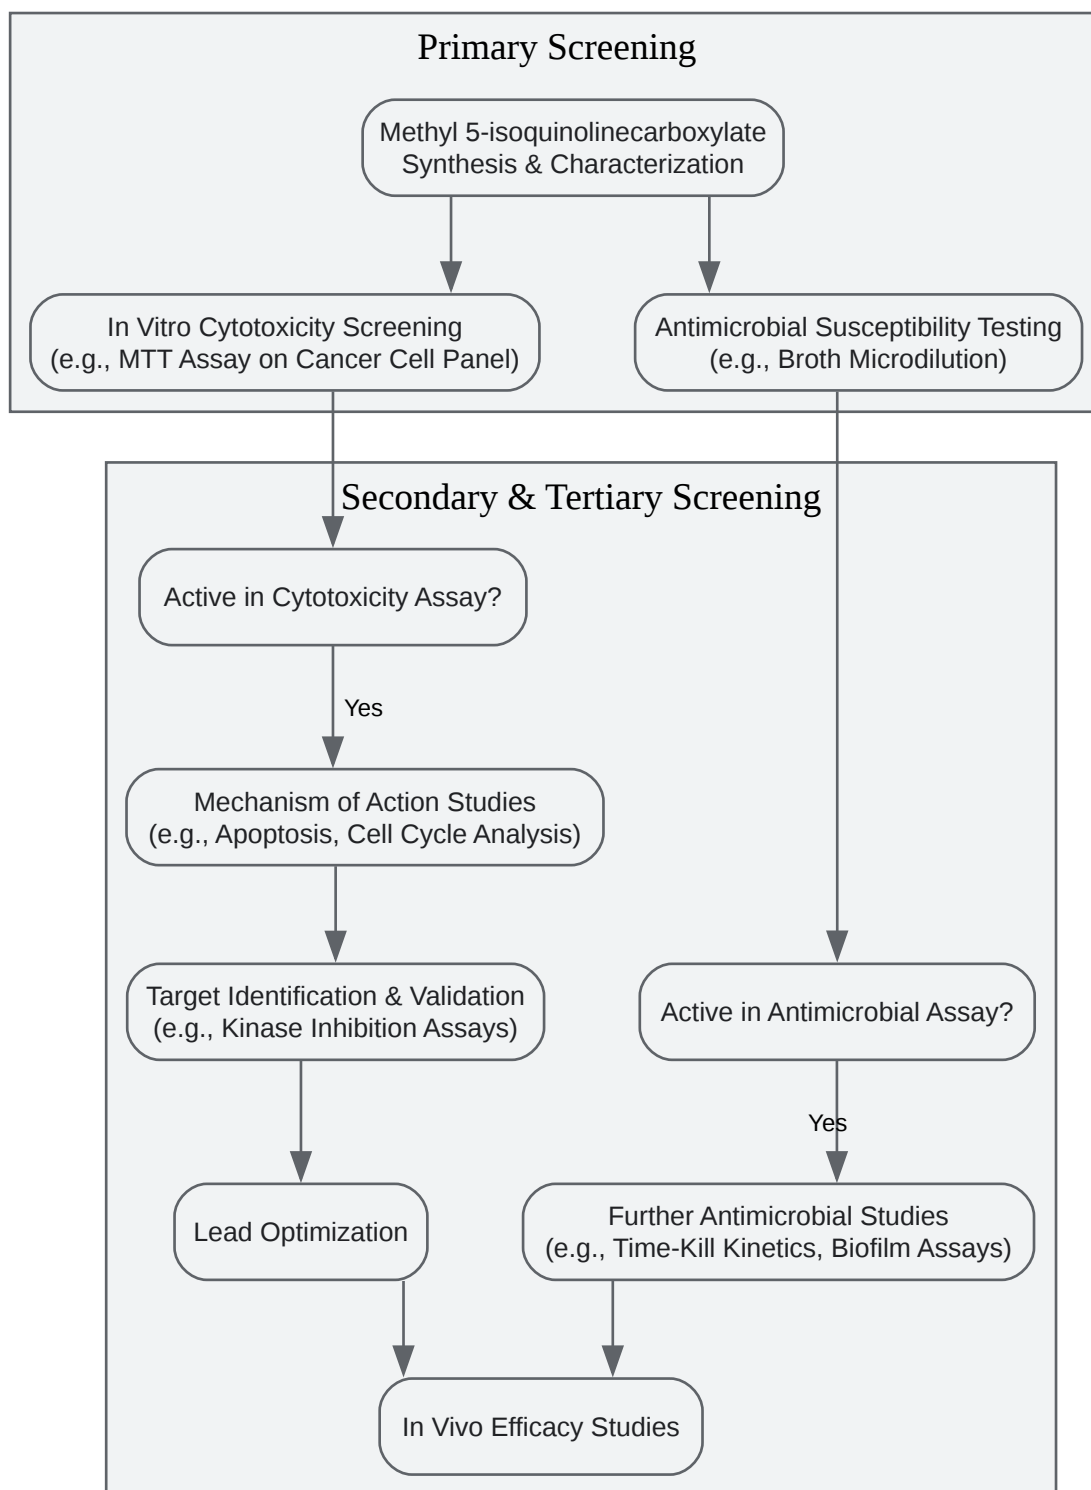 Primary Screening
Methyl 5-isoquinolinecarboxylate
Synthesis & Characterization
In Vitro Cytotoxicity Screening
(e.g., MTT Assay on Cancer Cell Panel)
Antimicrobial Susceptibility Testing
(e.g., Broth Microdilution)
Secondary & Tertiary Screening
Active in Cytotoxicity Assay?
Yes
Mechanism of Action Studies
(e.g., Apoptosis, Cell Cycle Analysis)
Target Identification & Validation
(e.g., Kinase Inhibition Assays)
Active in Antimicrobial Assay?
Yes
Lead Optimization
Further Antimicrobial Studies
(e.g., Time-Kill Kinetics, Biofilm Assays)
In Vivo Efficacy Studies